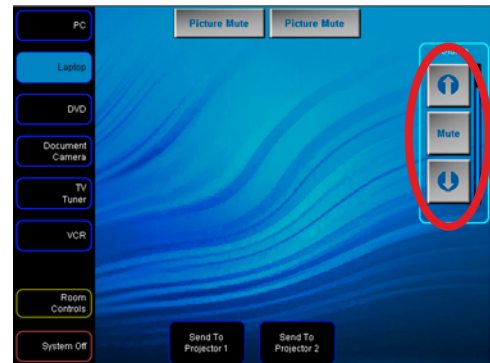 PC
Picture Mute
Picture Mute
Laptop
DVD
Mute
Document
Camera
TV
Tuner
VCR
Room
Controls
System Off
Send To
Projector 1
Send To
Projector 2